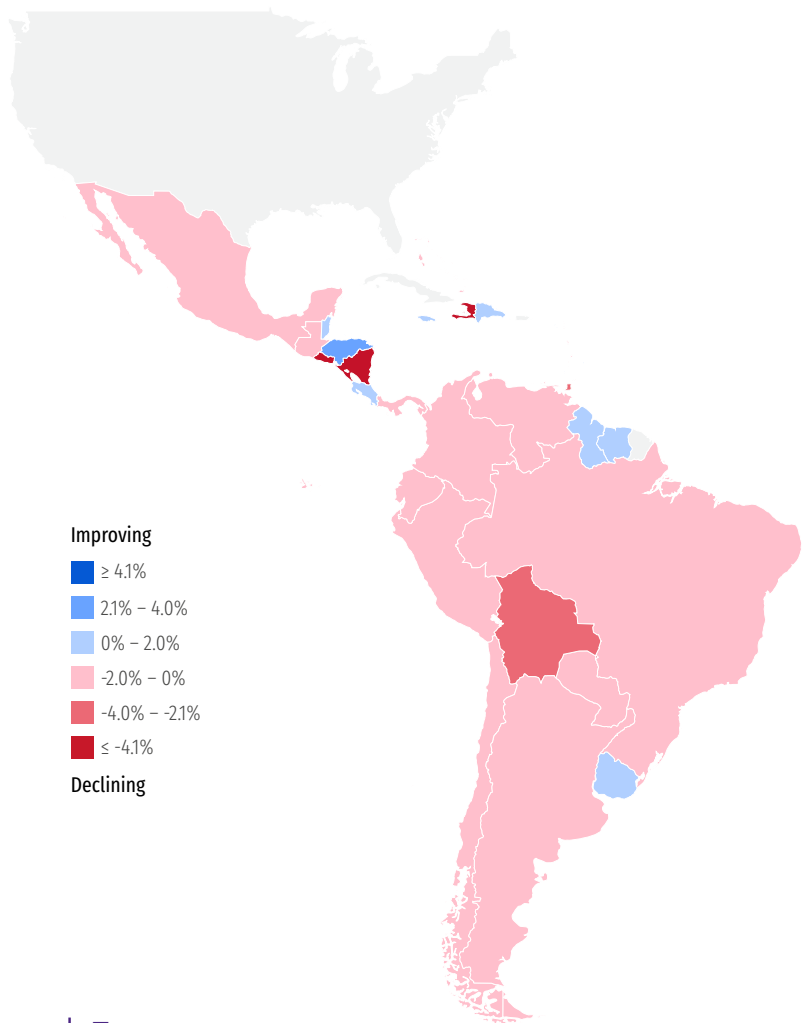 Improving
≥ 4.1%
2.1% – 4.0%
0% – 2.0%
-2.0% – 0%
-4.0% – -2.1%
≤ -4.1%
Declining